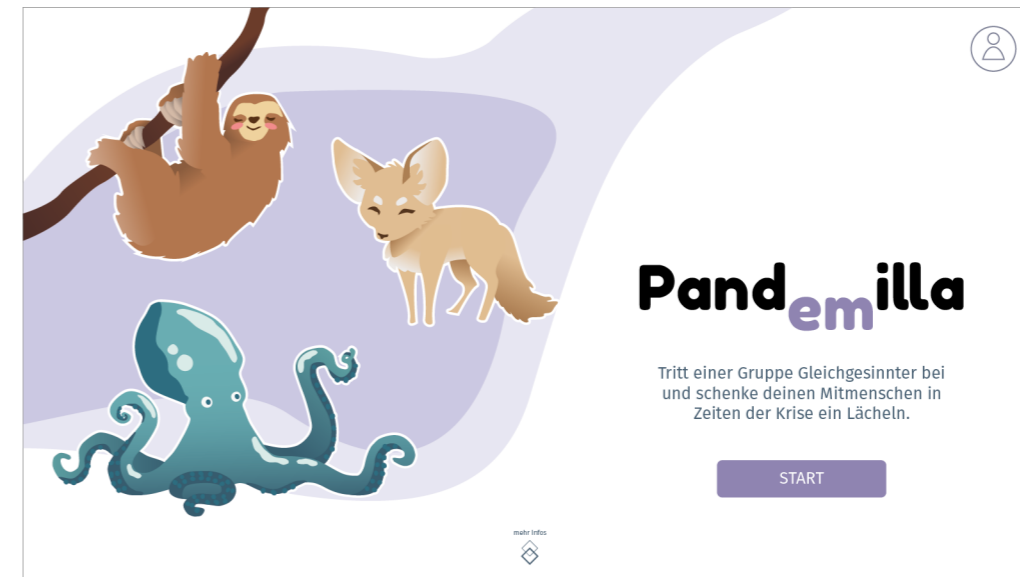 Pandemilla
Tritt einer Gruppe Gleichgesinnter bei
und schenke deinen Mitmenschen in
Zeiten der Krise ein Lächeln.
START
mehr Infos